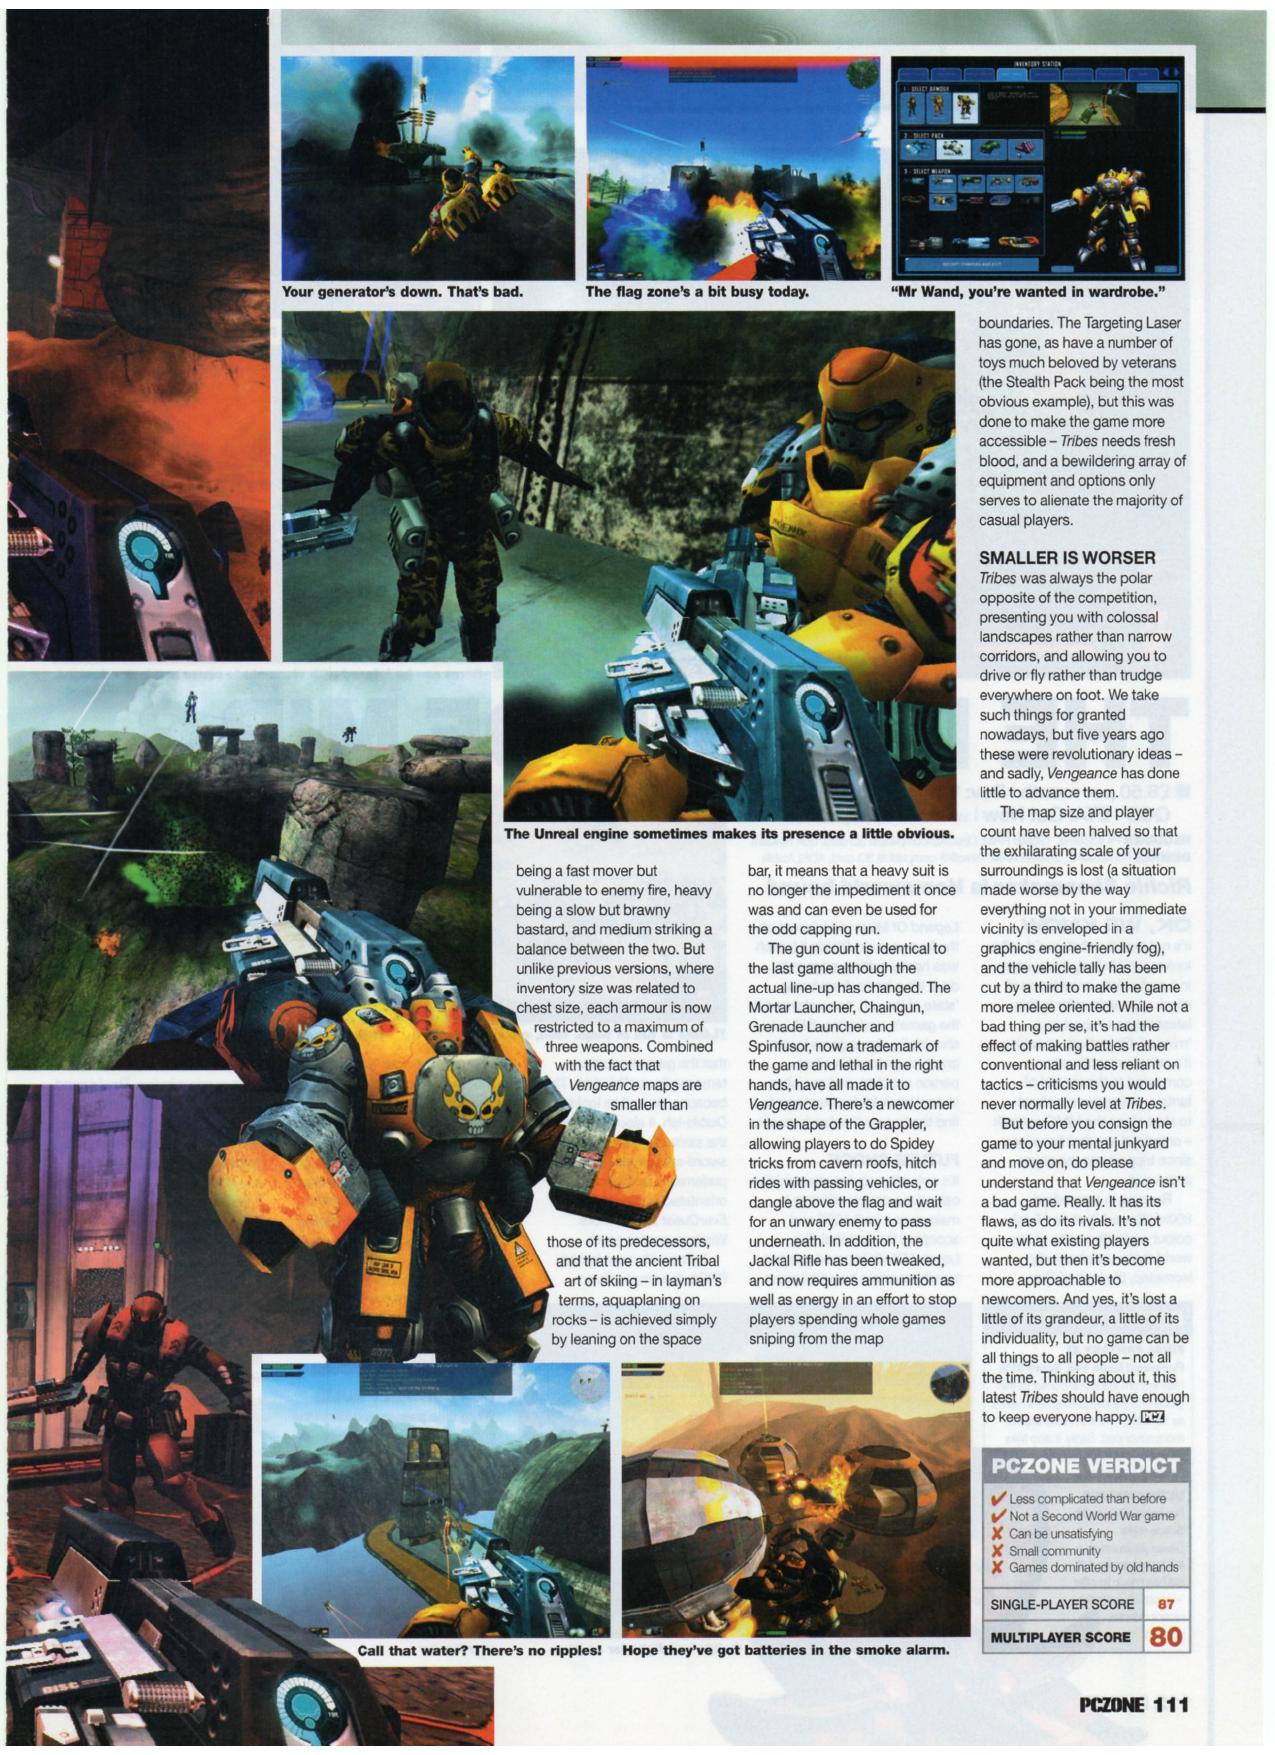 Your generator's down. That's bad.
The flag zone's a bit busy today.
INVENTORY STATION
1 - SELECT ARMOUR
2 - SELECT PACK
3 - SELECT WEAPON
"Mr Wand, you're wanted in wardrobe."
The Unreal engine sometimes makes its presence a little obvious.
being a fast mover but
vulnerable to enemy fire, heavy
being a slow but brawny
bastard, and medium striking a
balance between the two. But
unlike previous versions, where
inventory size was related to
chest size, each armour is now
restricted to a maximum of
three weapons. Combined
with the fact that
Vengeance maps are
smaller than
those of its predecessors,
and that the ancient Tribal
art of skiing – in layman's
terms, aquaplaning on
rocks – is achieved simply
by leaning on the space
bar, it means that a heavy suit is
no longer the impediment it once
was and can even be used for
the odd capping run.
The gun count is identical to
the last game although the
actual line-up has changed. The
Mortar Launcher, Chaingun,
Grenade Launcher and
Spinfusor, now a trademark of
the game and lethal in the right
hands, have all made it to
Vengeance. There's a newcomer
in the shape of the Grappler,
allowing players to do Spidey
tricks from cavern roofs, hitch
rides with passing vehicles, or
dangle above the flag and wait
for an unwary enemy to pass
underneath. In addition, the
Jackal Rifle has been tweaked,
and now requires ammunition as
well as energy in an effort to stop
players spending whole games
sniping from the map
boundaries. The Targeting Laser
has gone, as have a number of
toys much beloved by veterans
(the Stealth Pack being the most
obvious example), but this was
done to make the game more
accessible – Tribes needs fresh
blood, and a bewildering array of
equipment and options only
serves to alienate the majority of
casual players.
SMALLER IS WORSER
Tribes was always the polar
opposite of the competition,
presenting you with colossal
landscapes rather than narrow
corridors, and allowing you to
drive or fly rather than trudge
everywhere on foot. We take
such things for granted
nowadays, but five years ago
these were revolutionary ideas –
and sadly, Vengeance has done
little to advance them.
The map size and player
count have been halved so that
the exhilarating scale of your
surroundings is lost (a situation
made worse by the way
everything not in your immediate
vicinity is enveloped in a
graphics engine-friendly fog),
and the vehicle tally has been
cut by a third to make the game
more melee oriented. While not a
bad thing per se, it's had the
effect of making battles rather
conventional and less reliant on
tactics – criticisms you would
never normally level at Tribes.
But before you consign the
game to your mental junkyard
and move on, do please
understand that Vengeance isn't
a bad game. Really. It has its
flaws, as do its rivals. It's not
quite what existing players
wanted, but then it's become
more approachable to
newcomers. And yes, it's lost a
little of its grandeur, a little of its
individuality, but no game can be
all things to all people – not all
the time. Thinking about it, this
latest Tribes should have enough
to keep everyone happy. PCZ
Call that water? There's no ripples!
Hope they've got batteries in the smoke alarm.
DISC
PCZONE VERDICT
✓ Less complicated than before
✓ Not a Second World War game
✗ Can be unsatisfying
✗ Small community
✗ Games dominated by old hands
SINGLE-PLAYER SCORE 87
MULTIPLAYER SCORE 80
PCZONE 111